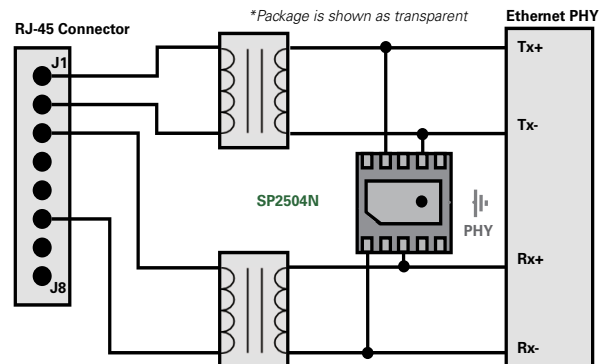 *Package is shown as transparent
RJ-45 Connector
Ethernet PHY
J1
Tx+
Tx-
SP2504N
PHY
Rx+
J8
Rx-